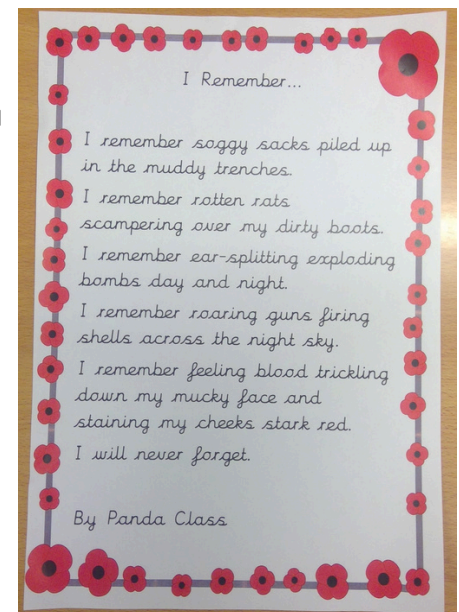 I Remember...
I remember soggy sacks piled up
in the muddy trenches.
I remember rotten rats
scampering over my dirty boots.
I remember ear-splitting exploding
bombs day and night.
I remember roaring guns firing
shells across the night sky.
I remember feeling blood trickling
down my mucky face and
staining my cheeks stark red.
I will never forget.
By Panda Class